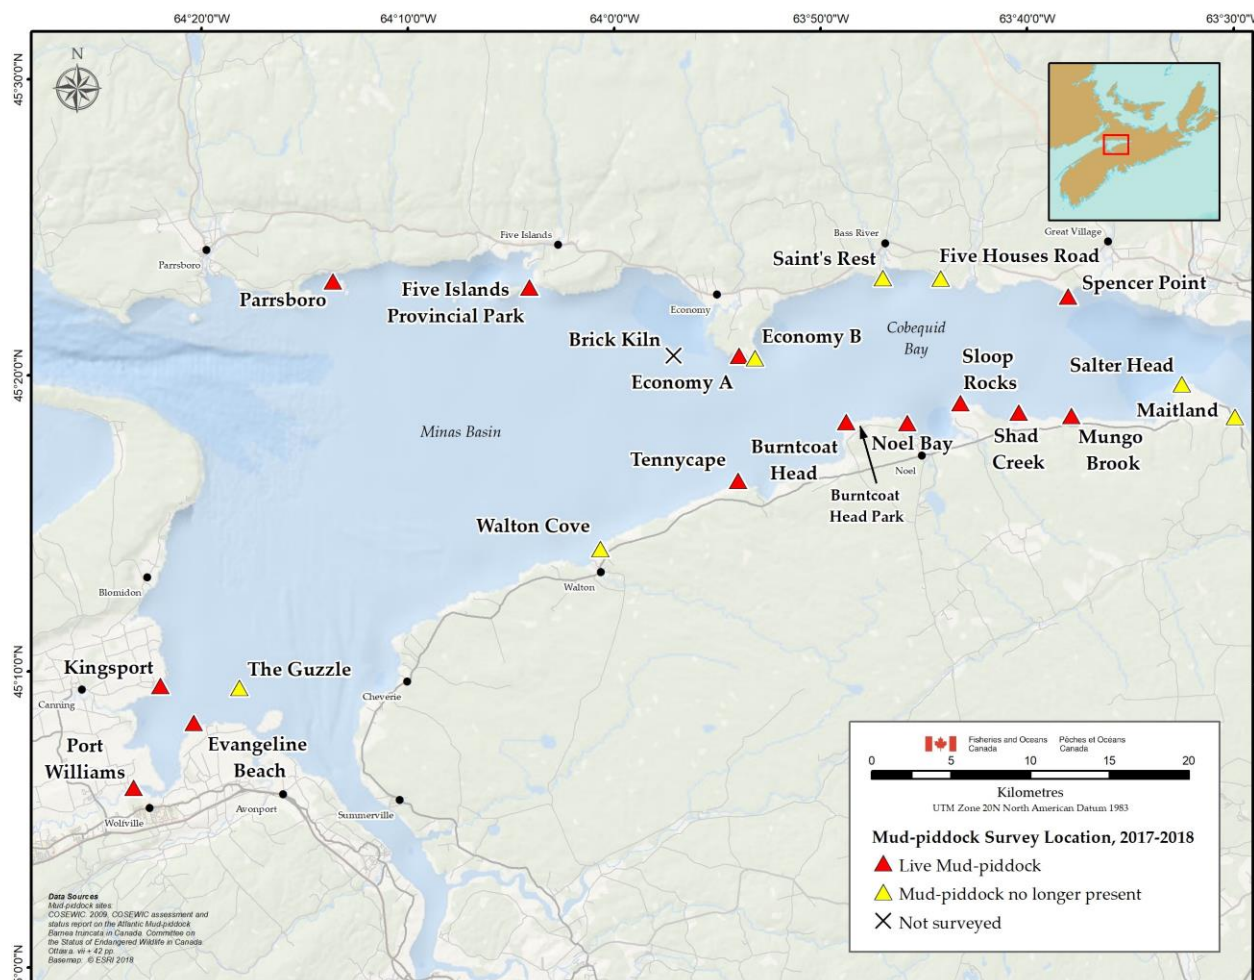 64°20'0"W
64°10'0"W
64°0'0"W
63°50'0"W
63°40'0"W
63°30'0"W
45°30'0"N
N
Great Village
Bass River
Five Islands
Parrsboro
Saint's Rest
Five Houses Road
Parrsboro
Five Islands
Provincial Park
Spencer Point
Economy
Cobequid
Bay
Brick Kiln
Economy B
45°20'0"N
Economy A
Sloop
Rocks
Salter Head
Maitland
Minas Basin
Tennycape
Burntcoat
Head
Noel Bay
Shad
Creek
Mungo
Brook
Noel
Burntcoat
Head Park
Walton Cove
Walton
Blomidon
45°10'0"N
Kingsport
The Guzzle
Canning
Cheverie
Port
Williams
Evangeline
Beach
Wolfville
Avonport
Summerville
Fisheries and Oceans
Canada
Pêches et Océans
Canada
0 5 10 15 20
Kilometres
UTM Zone 20N North American Datum 1983
Mud-piddock Survey Location, 2017-2018
Live Mud-piddock
Mud-piddock no longer present
Not surveyed
Data Sources
Mud-piddock sites:
COSEWIC. 2009. COSEWIC assessment and
status report on the Atlantic Mud-piddock
Barnea truncata in Canada. Committee on
the Status of Endangered Wildlife in Canada.
Ottawa. vii + 42 pp.
Basemap: © ESRI 2018